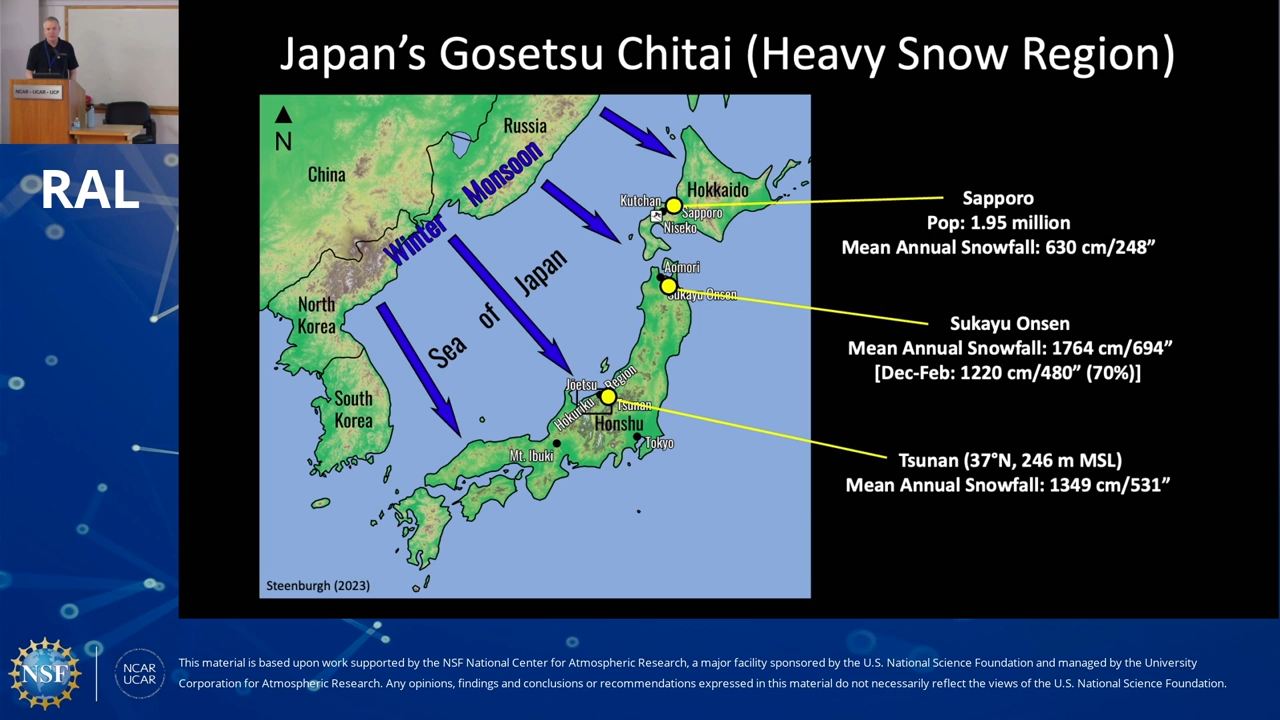 Japan’s Gosetsu Chitai (Heavy Snow Region)
NCAR - UCAR - UCP
RAL
N
Russia
China
Winter Monsoon
Hokkaido
Kutchan
Sapporo
Niseko
Aomori
Sukayu Onsen
North
Korea
Sea of Japan
South
Korea
Joetsu
Hokuriku Region
Tsunan
Honshu
Tokyo
Mt. Ibuki
Steenburgh (2023)
Sapporo
Pop: 1.95 million
Mean Annual Snowfall: 630 cm/248”
Sukayu Onsen
Mean Annual Snowfall: 1764 cm/694”
[Dec-Feb: 1220 cm/480” (70%)]
Tsunan (37°N, 246 m MSL)
Mean Annual Snowfall: 1349 cm/531”
NSF
NCAR
UCAR
This material is based upon work supported by the NSF National Center for Atmospheric Research, a major facility sponsored by the U.S. National Science Foundation and managed by the University
Corporation for Atmospheric Research. Any opinions, findings and conclusions or recommendations expressed in this material do not necessarily reflect the views of the U.S. National Science Foundation.